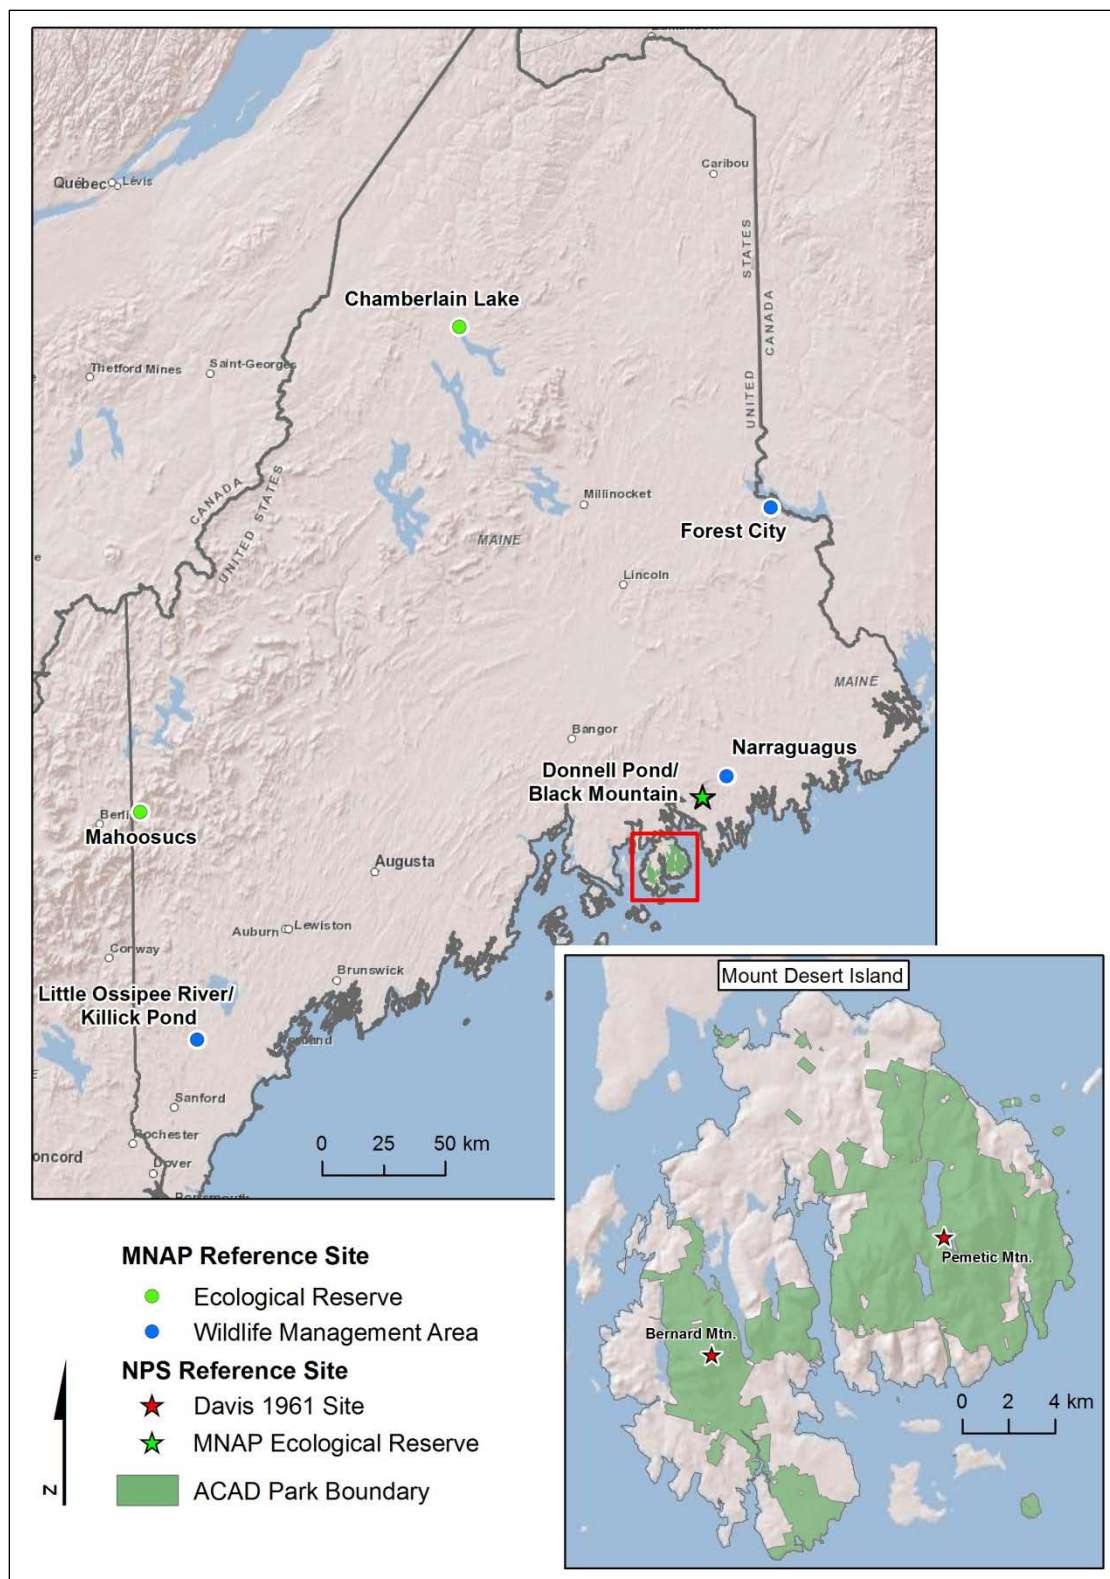 Caribou
Québec
Lévis
UNITED STATES
CANADA
Chamberlain Lake
Thetford Mines
Saint-Georges
CANADA
UNITED STATES
Millinocket
MAINE
Forest City
Lincoln
MAINE
Bangor
Narraguagus
Donnell Pond/
Black Mountain
Berli
Mahoosucs
Augusta
Auburn
Lewiston
Conway
Brunswick
Little Ossipee River/
Killick Pond
Sanford
Rochester
oncord
Dover
0 25 50 km
Mount Desert Island
Pemetic Mtn.
Bernard Mtn.
0 2 4 km
MNAP Reference Site
Ecological Reserve
Wildlife Management Area
NPS Reference Site
Davis 1961 Site
MNAP Ecological Reserve
ACAD Park Boundary
N